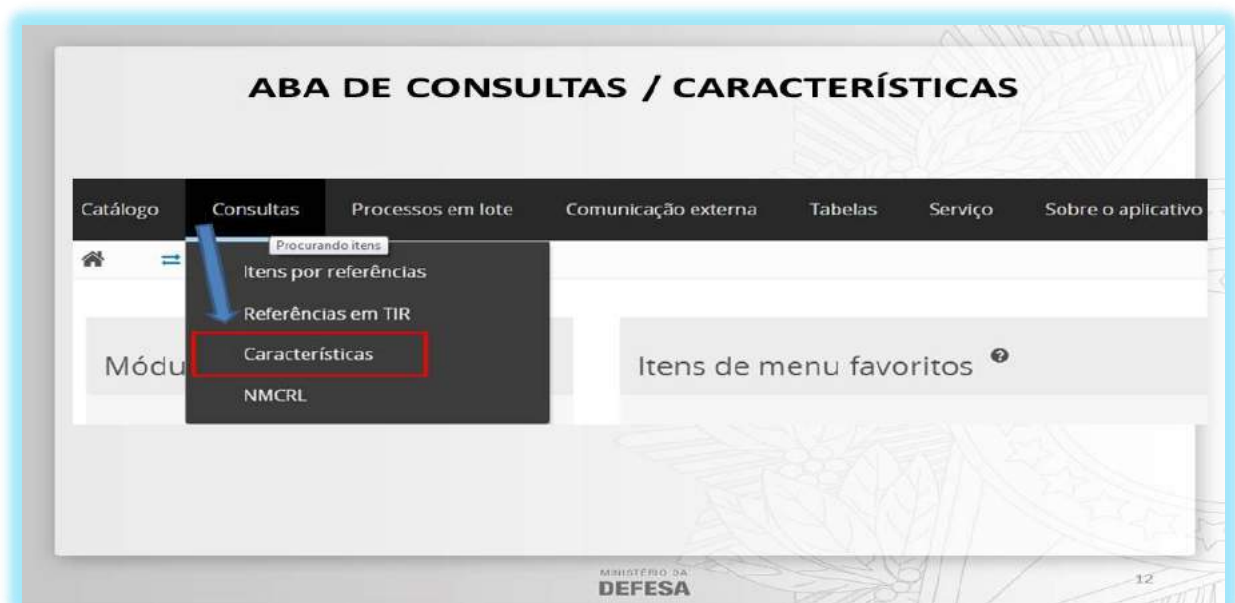 ABA DE CONSULTAS / CARACTERÍSTICAS
Catálogo Consultas Processos em lote Comunicação externa Tabelas Serviço Sobre o aplicativo
Procurando itens
Itens por referências
Referências em TIR
Características
NMCRL
Módu
Itens de menu favoritos ?
MINISTÉRIO DA
DEFESA
12